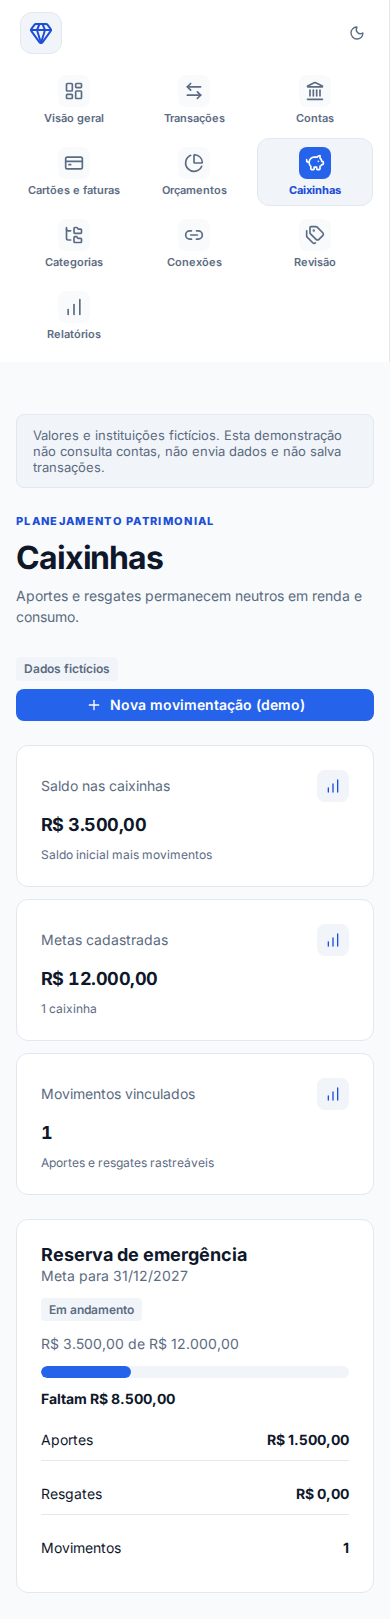 Visão geral
Transações
Contas
Cartões e faturas
Orçamentos
Caixinhas
Categorias
Conexões
Revisão
Relatórios
Valores e instituições fictícios. Esta demonstração
não consulta contas, não envia dados e não salva
transações.
PLANEJAMENTO PATRIMONIAL
Caixinhas
Aportes e resgates permanecem neutros em renda e
consumo.
Dados fictícios
+ Nova movimentação (demo)
Saldo nas caixinhas
R$ 3.500,00
Saldo inicial mais movimentos
Metas cadastradas
R$ 12.000,00
1 caixinha
Movimentos vinculados
1
Aportes e resgates rastreáveis
Reserva de emergência
Meta para 31/12/2027
Em andamento
R$ 3.500,00 de R$ 12.000,00
Faltam R$ 8.500,00
Aportes R$ 1.500,00
Resgates R$ 0,00
Movimentos 1